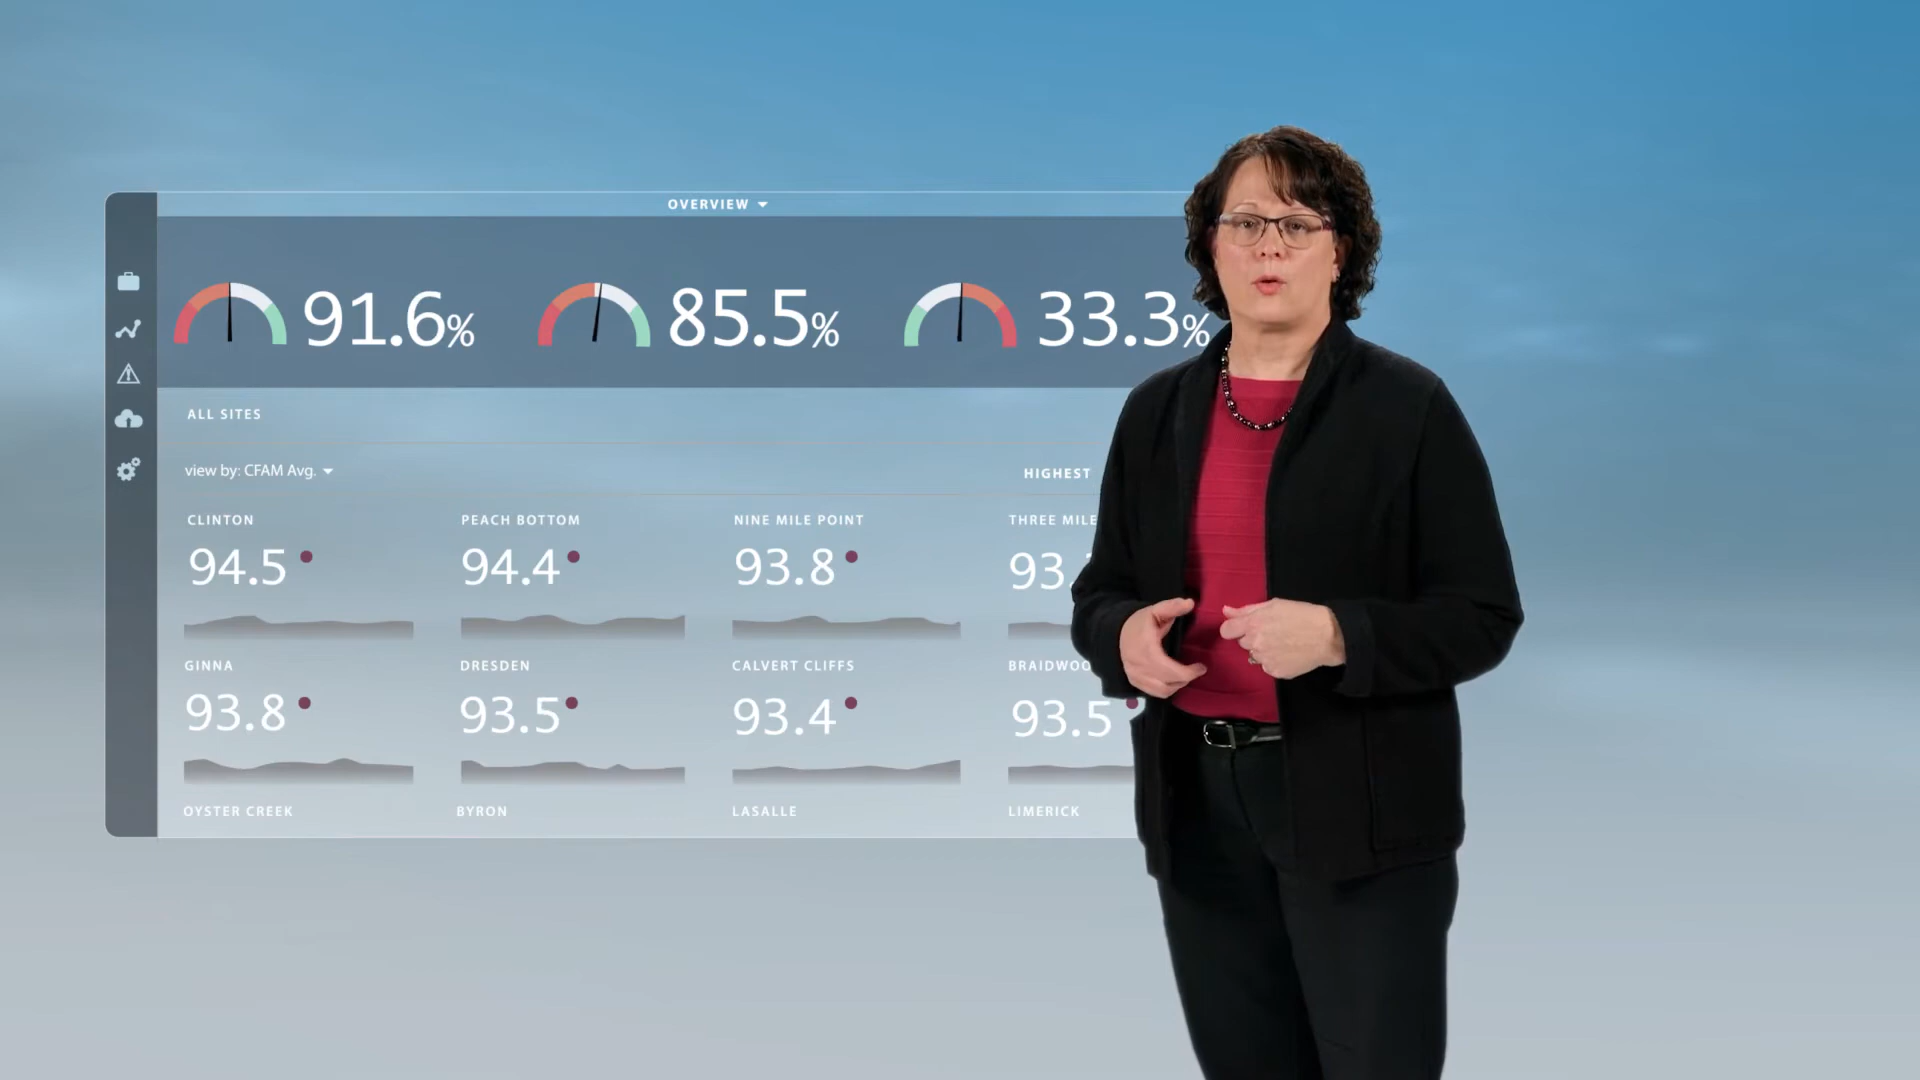 OVERVIEW
91.6% 85.5% 33.3%
ALL SITES
view by: CFAM Avg.
HIGHEST
CLINTON PEACH BOTTOM NINE MILE POINT THREE MILE
94.5 94.4 93.8 93.
GINNA DRESDEN CALVERT CLIFFS
93.8 93.5 93.4 93.5
OYSTER CREEK BYRON LASALLE LIMERICK